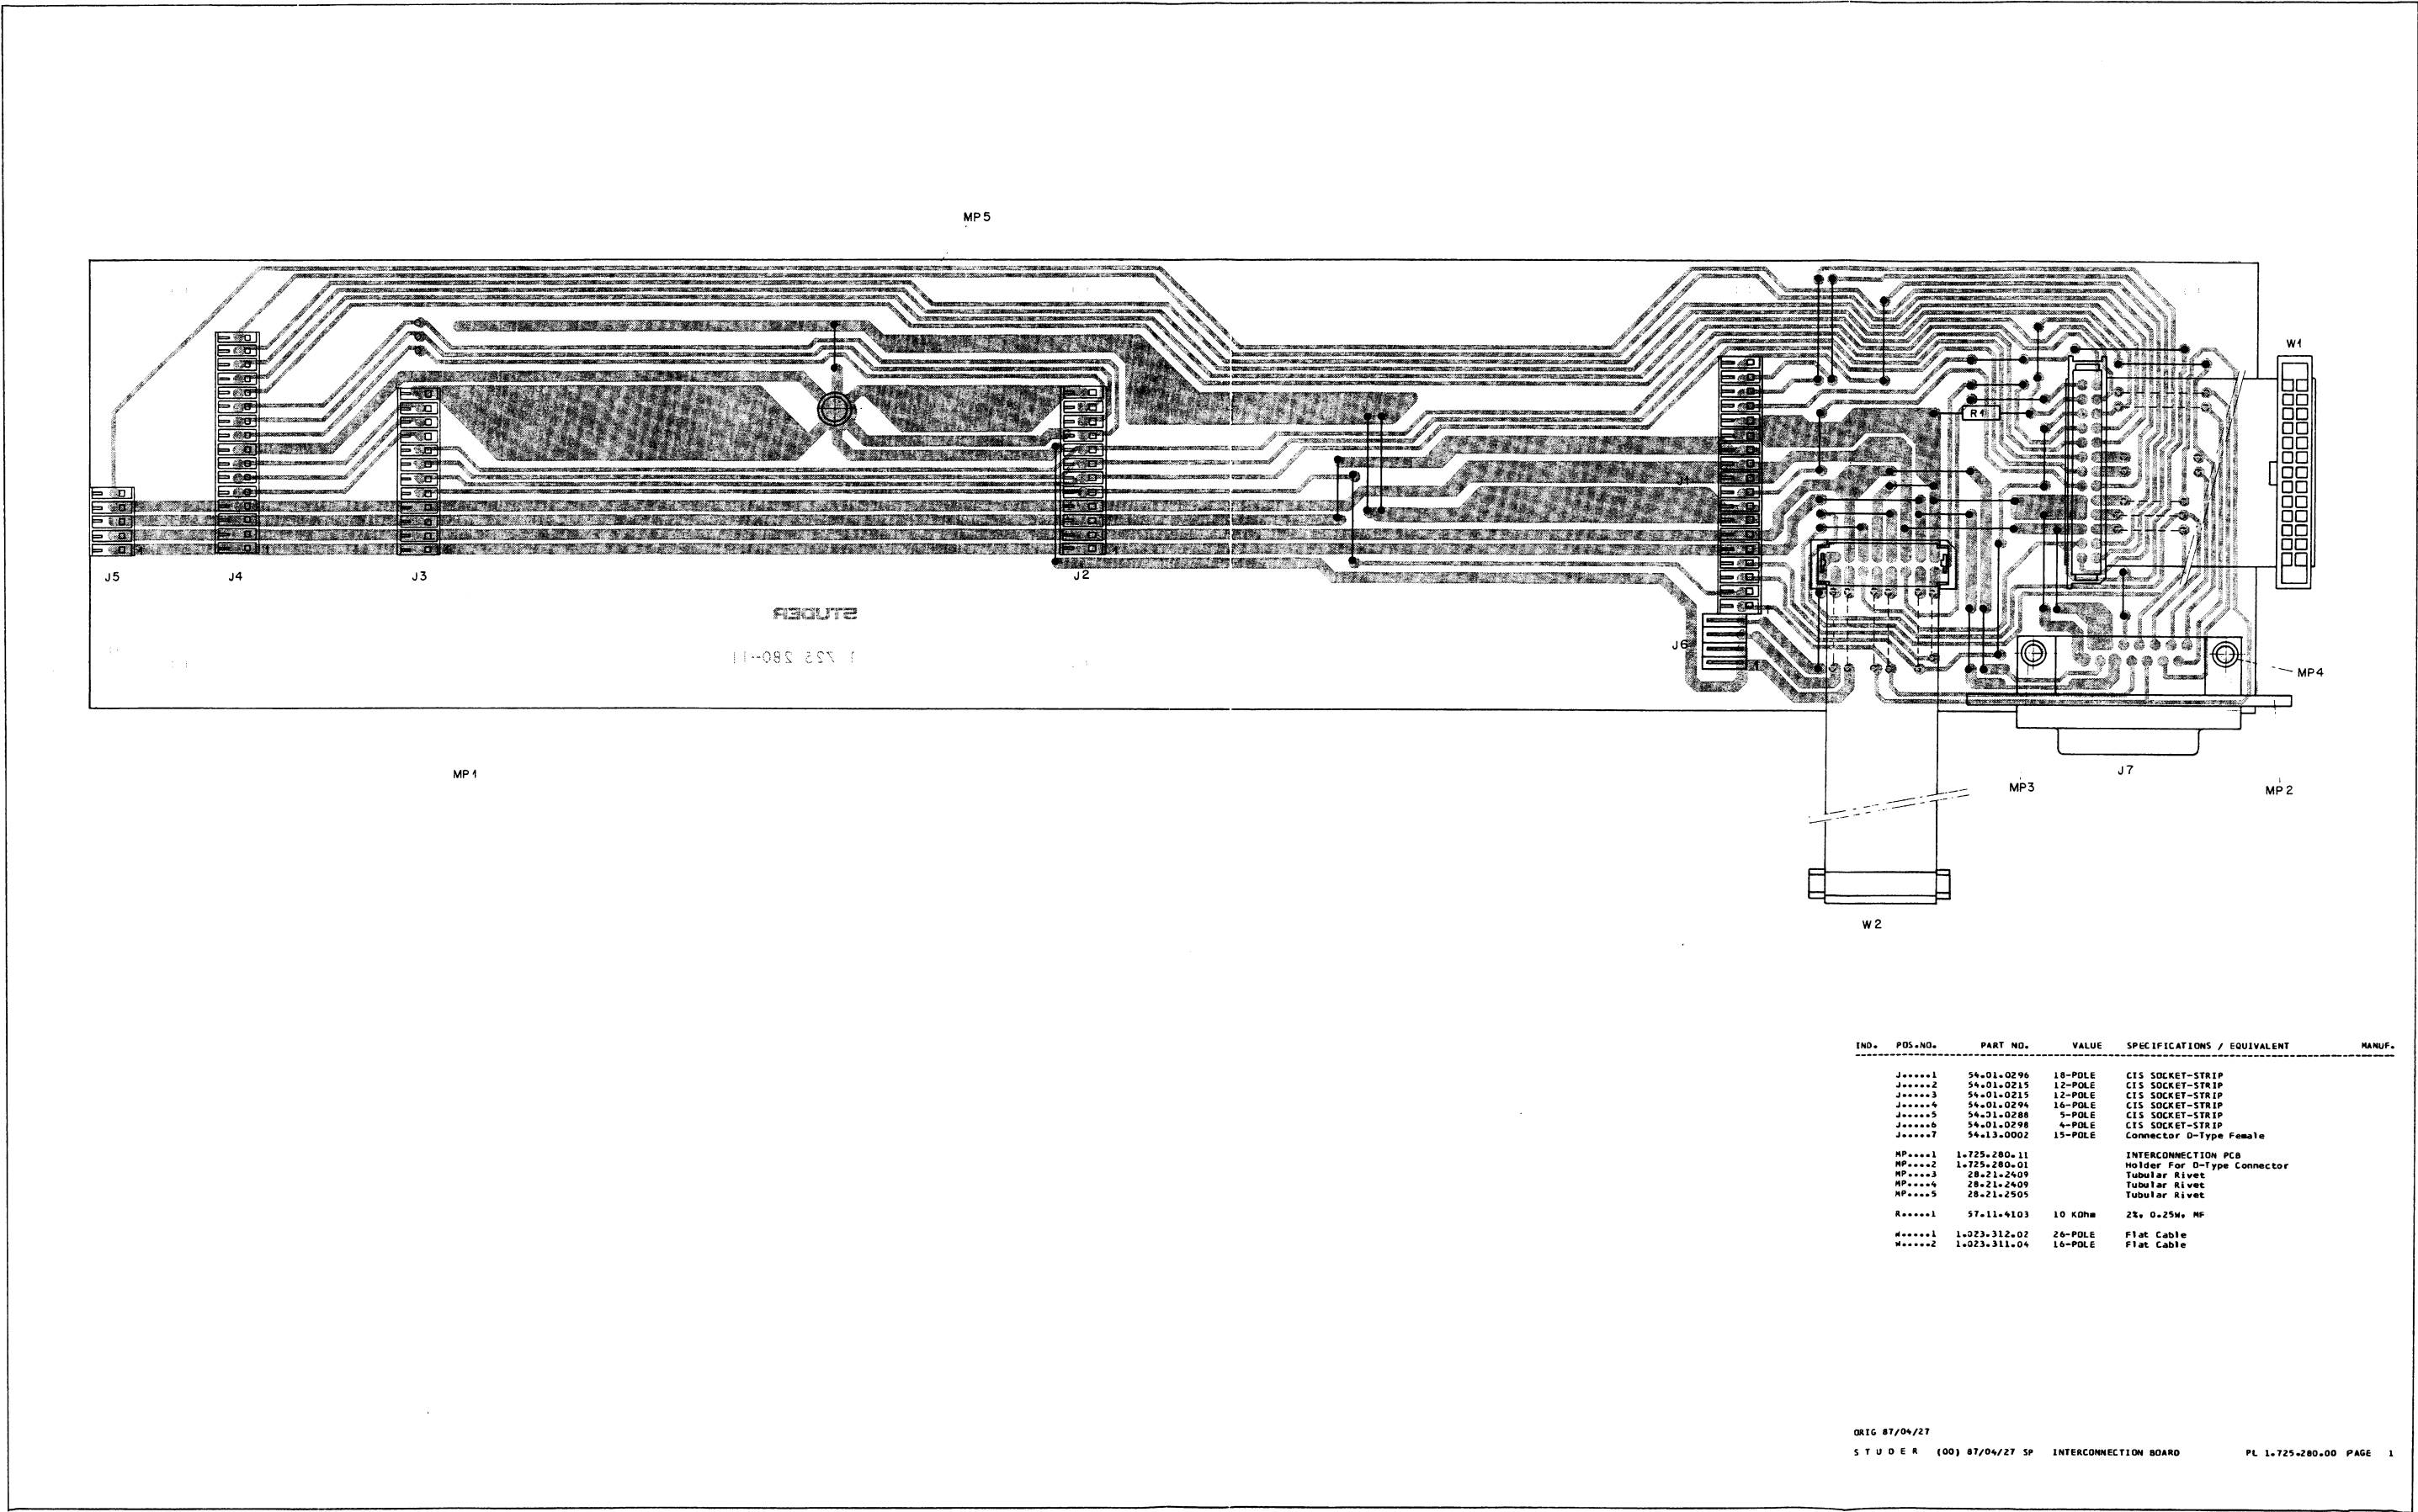 MP5
W1
R1
J1
J5
J4
J3
J2
STUDER
1 725 280-11
J6
MP4
MP1
MP3
J7
MP2
W2
IND. POS.NO. PART NO. VALUE SPECIFICATIONS / EQUIVALENT MANUF.
J.....1 54.01.0296 18-POLE CIS SOCKET-STRIP
J.....2 54.01.0215 12-POLE CIS SOCKET-STRIP
J.....3 54.01.0215 12-POLE CIS SOCKET-STRIP
J.....4 54.01.0294 16-POLE CIS SOCKET-STRIP
J.....5 54.01.0288 5-POLE CIS SOCKET-STRIP
J.....6 54.01.0298 4-POLE CIS SOCKET-STRIP
J.....7 54.13.0002 15-POLE Connector D-Type Female
MP....1 1.725.280.11 INTERCONNECTION PCB
MP....2 1.725.280.01 Holder For D-Type Connector
MP....3 28.21.2409 Tubular Rivet
MP....4 28.21.2409 Tubular Rivet
MP....5 28.21.2505 Tubular Rivet
R.....1 57.11.4103 10 KOhm 2%, 0.25W, MF
W.....1 1.023.312.02 26-POLE Flat Cable
W.....2 1.023.311.04 16-POLE Flat Cable
ORIG 87/04/27
S T U D E R (00) 87/04/27 SP INTERCONNECTION BOARD PL 1.725.280.00 PAGE 1